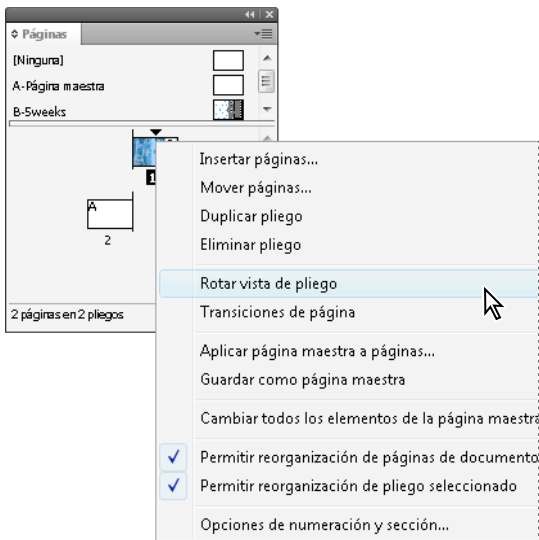 Páginas
[Ninguna]
A-Página maestra
B-5weeks
1
A
2
2 páginas en 2 pliegos
Insertar páginas...
Mover páginas...
Duplicar pliego
Eliminar pliego
Rotar vista de pliego
Transiciones de página
Aplicar página maestra a páginas...
Guardar como página maestra
Cambiar todos los elementos de la página maestra
Permitir reorganización de páginas de documento
Permitir reorganización de pliego seleccionado
Opciones de numeración y sección...